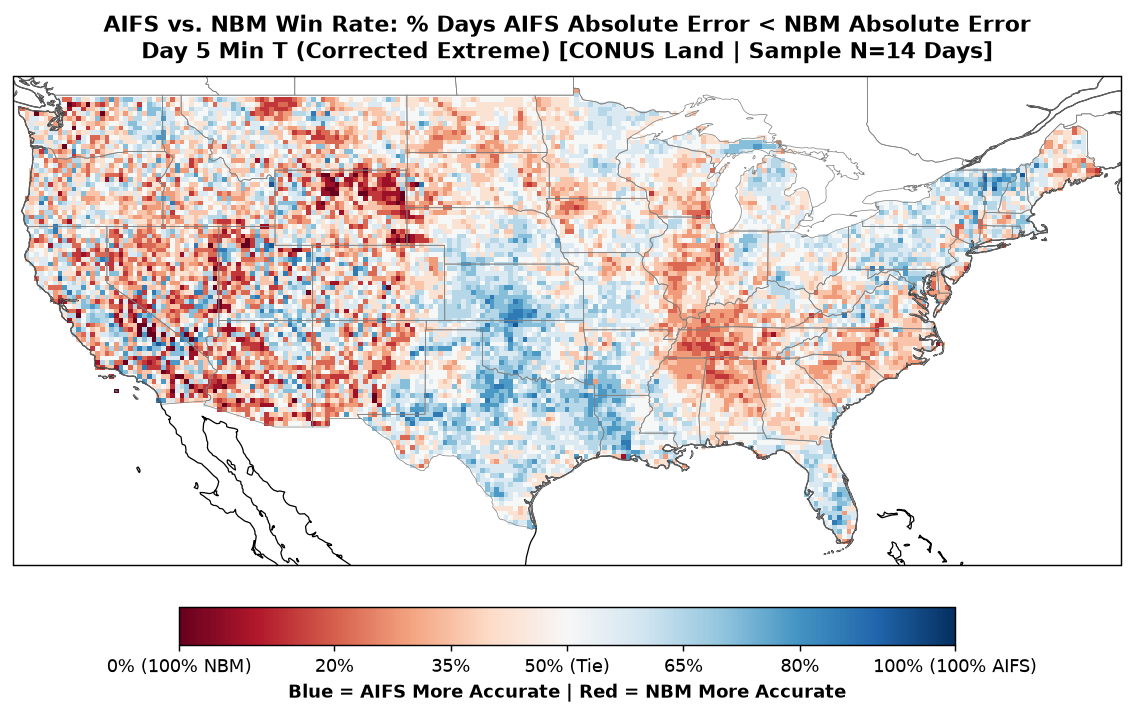 AIFS vs. NBM Win Rate: % Days AIFS Absolute Error < NBM Absolute Error
Day 5 Min T (Corrected Extreme) [CONUS Land | Sample N=14 Days]
0% (100% NBM) 20% 35% 50% (Tie) 65% 80% 100% (100% AIFS)
Blue = AIFS More Accurate | Red = NBM More Accurate